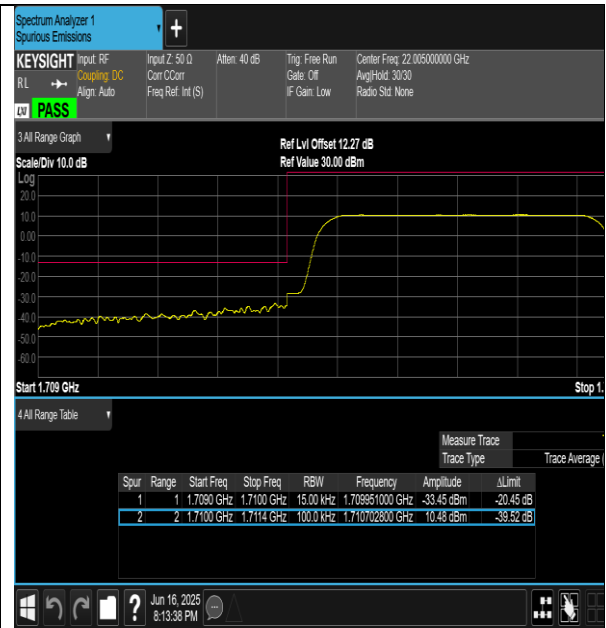 Spectrum Analyzer 1
Spurious Emissions
+
KEYSIGHT Input: RF Input Z: 50 Ω Atten: 40 dB Trig: Free Run Center Freq: 22.005000000 GHz
RL Coupling: DC Corr CCorr Gate: Off Avg|Hold: 30/30
Align: Auto Freq Ref: Int (S) IF Gain: Low Radio Std: None
LXI PASS
3 All Range Graph
Ref Lvl Offset 12.27 dB
Scale/Div 10.0 dB Ref Value 30.00 dBm
Log
20.0
10.0
0.00
-10.0
-20.0
-30.0
-40.0
-50.0
-60.0
Start 1.709 GHz Stop 1.
4 All Range Table
Measure Trace
Trace Type Trace Average (
Spur Range Start Freq Stop Freq RBW Frequency Amplitude ΔLimit
1 1 1.7090 GHz 1.7100 GHz 15.00 kHz 1.709951000 GHz -33.45 dBm -20.45 dB
2 2 1.7100 GHz 1.7114 GHz 100.0 kHz 1.710702800 GHz 10.48 dBm -39.52 dB
? Jun 16, 2025
8:13:38 PM